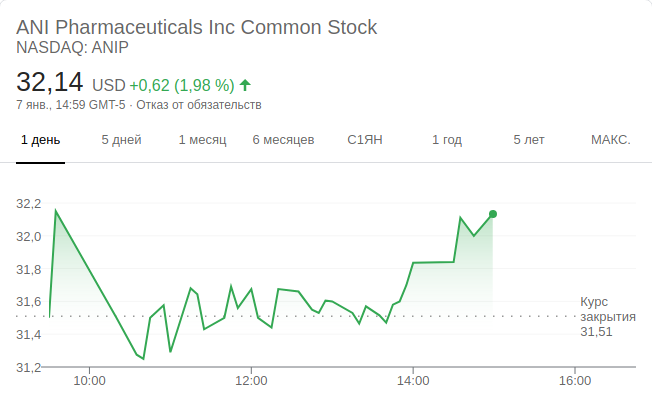 ANI Pharmaceuticals Inc Common Stock
NASDAQ: ANIP
32,14 USD +0,62 (1,98 %)
7 янв., 14:59 GMT-5 · Отказ от обязательств
1 день 5 дней 1 месяц 6 месяцев С1ЯН 1 год 5 лет МАКС.
32,2
32,0
31,8
31,6
31,4
31,2
Курс
закрытия
31,51
10:00 12:00 14:00 16:00